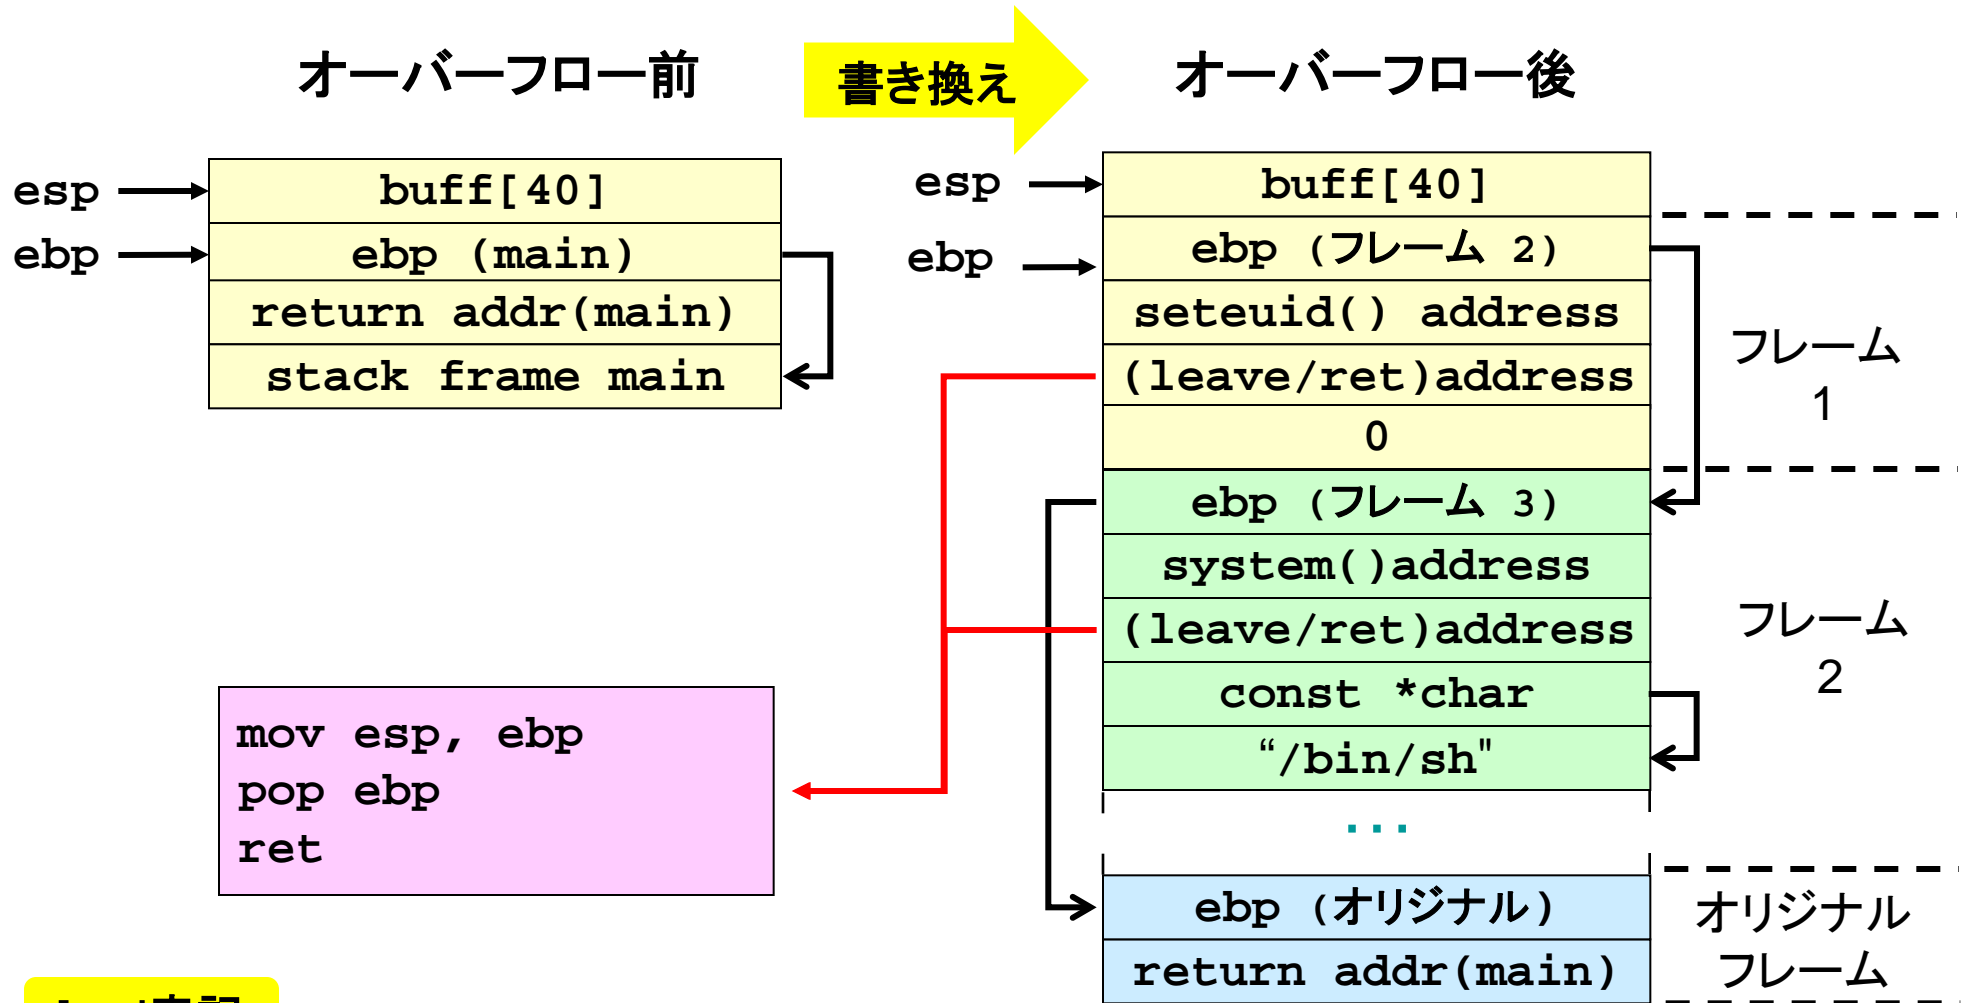 オーバーフロー前
書き換え
オーバーフロー後
esp
buff[40]
ebp
ebp (main)
return addr(main)
stack frame main
esp
buff[40]
ebp
ebp (フレーム 2)
seteuid() address
(leave/ret)address
0
フレーム
1
ebp (フレーム 3)
system()address
(leave/ret)address
const *char
“/bin/sh"
フレーム
2
mov esp, ebp
pop ebp
ret
...
ebp (オリジナル)
return addr(main)
オリジナル
フレーム